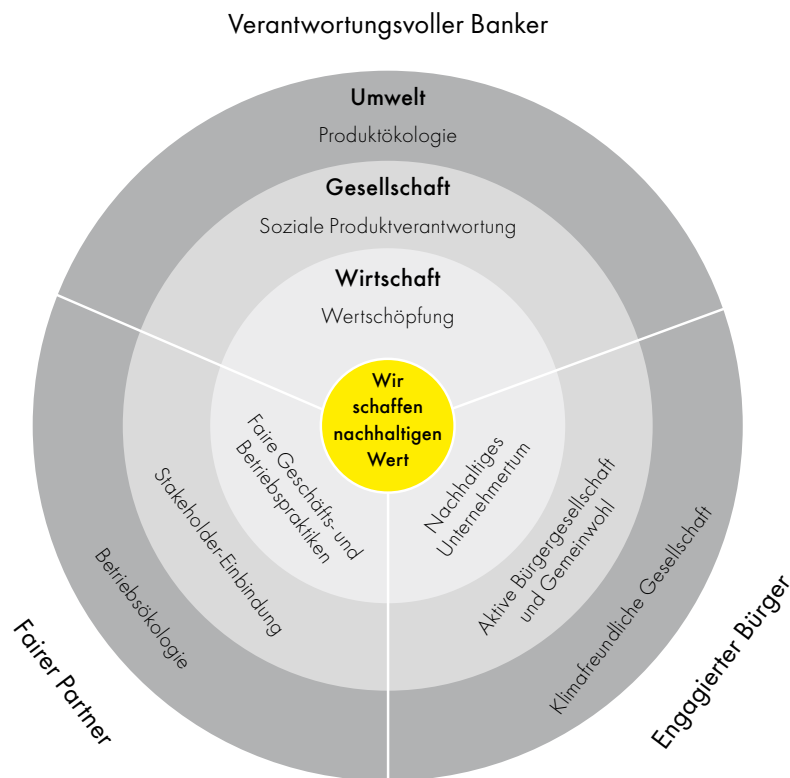 Verantwortungsvoller Banker
Umwelt
Produktökologie
Gesellschaft
Soziale Produktverantwortung
Wirtschaft
Wertschöpfung
Wir
schaffen
nachhaltigen
Wert
Faire Geschäfts- und
Betriebspraktiken
Stakeholder-Einbindung
Betriebsökologie
Fairer Partner
Nachhaltiges
Unternehmertum
Aktive Bürgergesellschaft
und Gemeinwohl
Klimafreundliche Gesellschaft
Engagierter Bürger